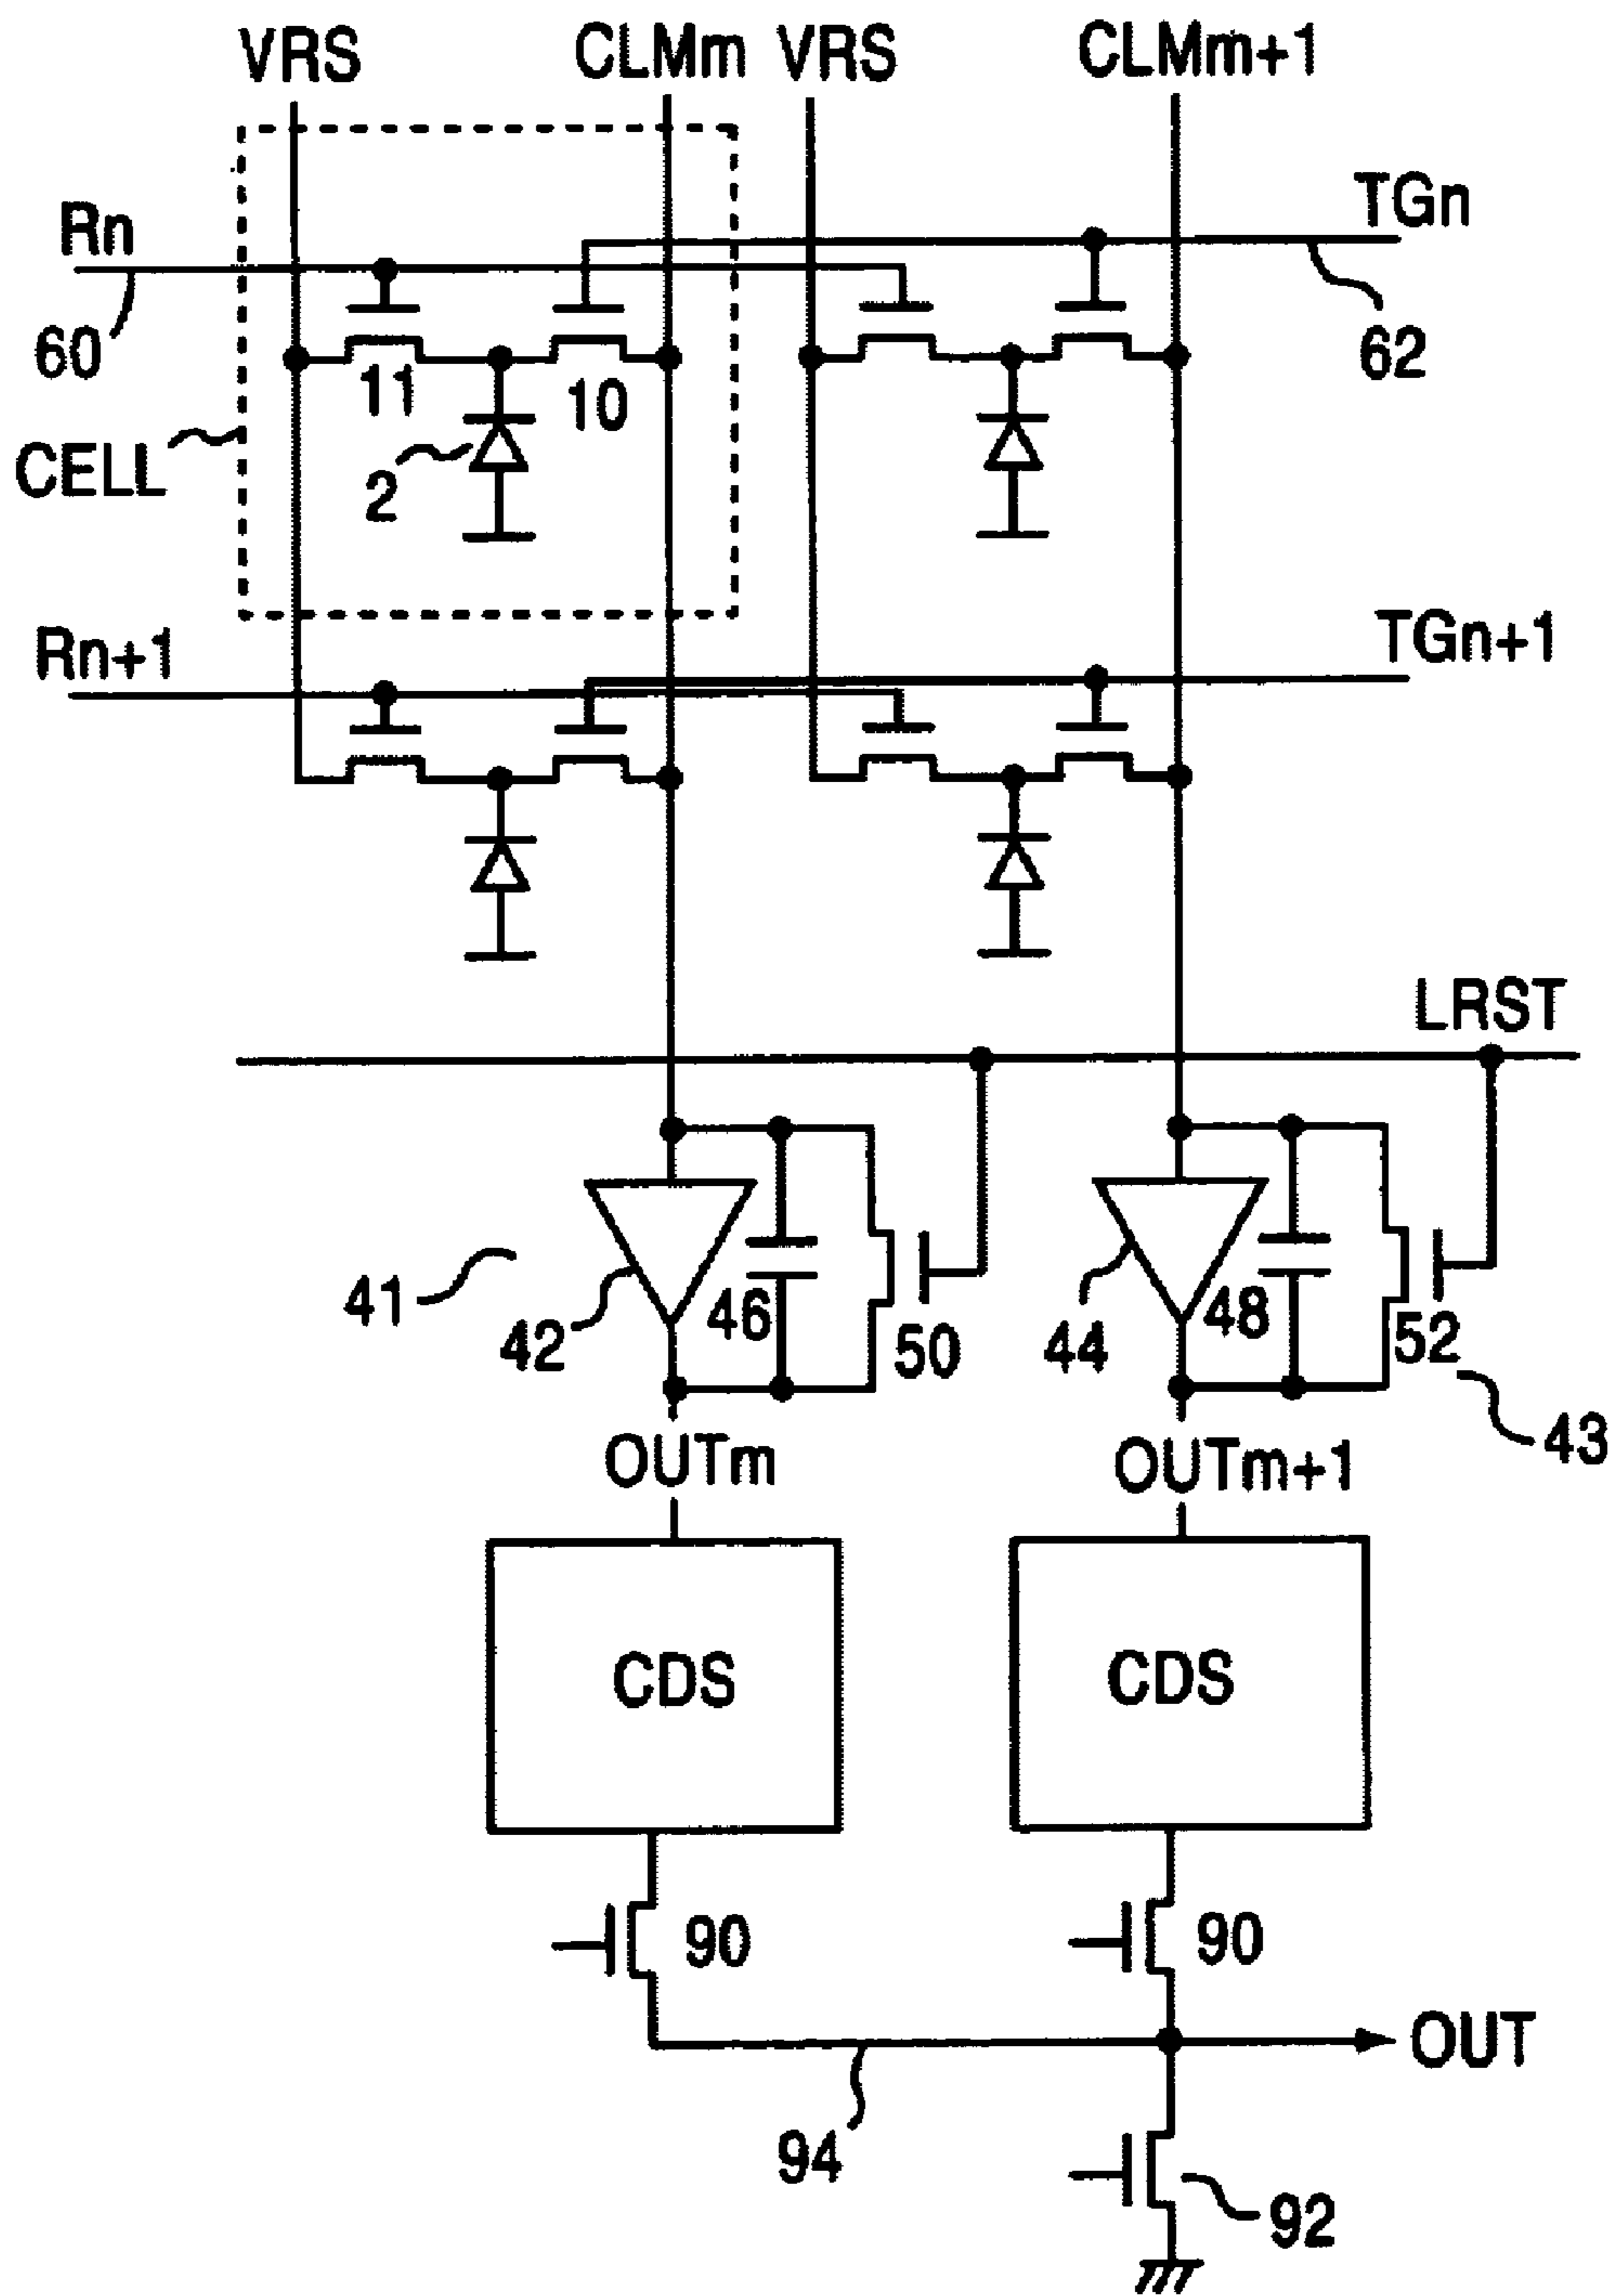 VRS CLMm VRS CLMm+1
Rn TGn
60 62
11 10
CELL 2
Rn+1 TGn+1
LRST
41 42 46 50 44 48 52
43
OUTm OUTm+1
CDS CDS
90 90
OUT
94
92